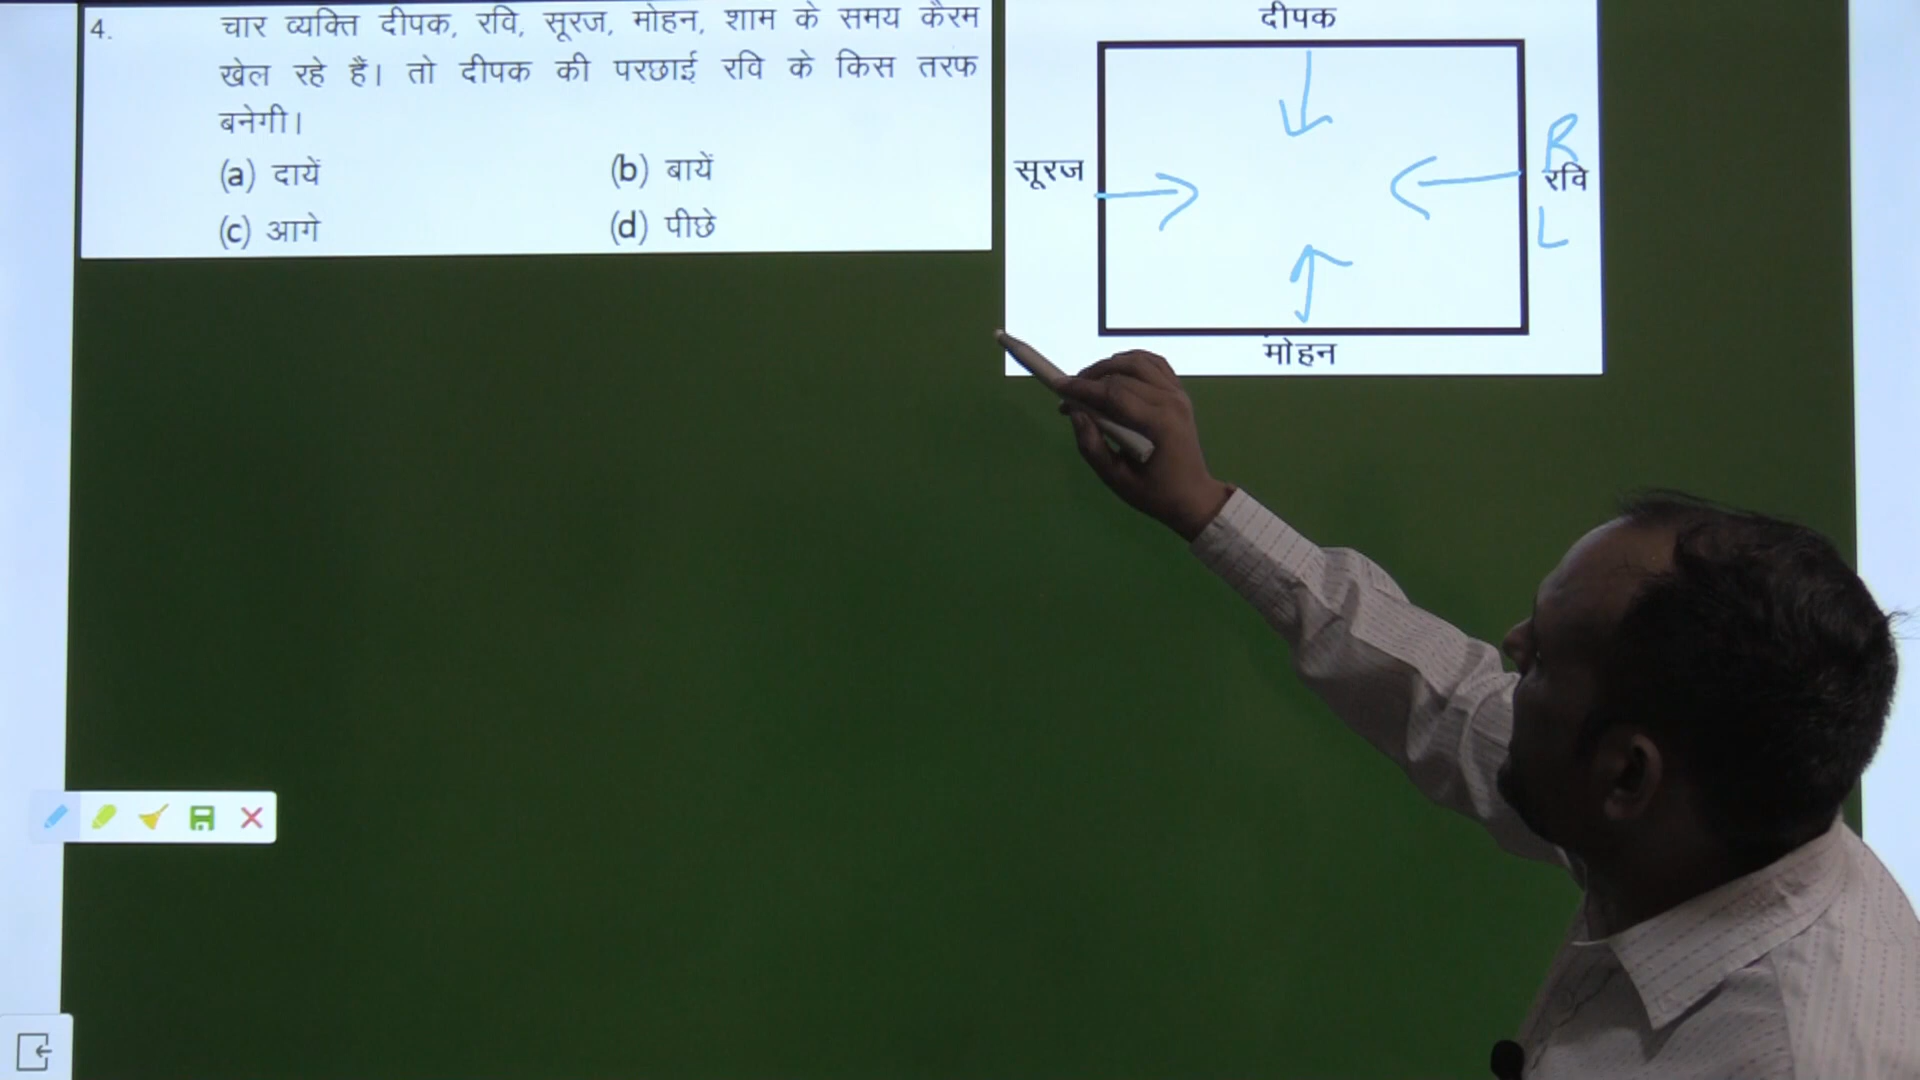 4. चार व्यक्ति दीपक, रवि, सूरज, मोहन, शाम के समय कैरम
खेल रहे हैं। तो दीपक की परछाई रवि के किस तरफ
बनेगी।
(a) दायें (b) बायें
(c) आगे (d) पीछे
दीपक
सूरज
R
रवि
L
मोहन